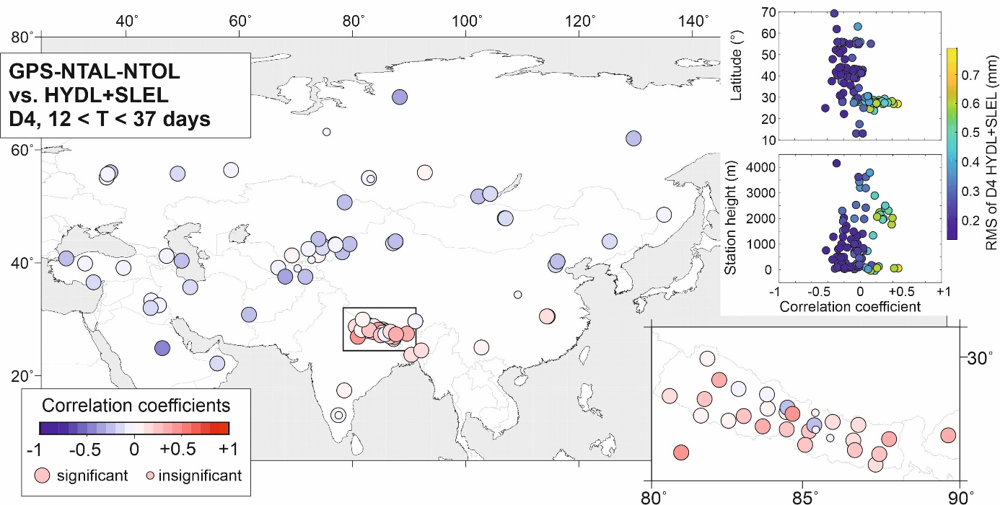 40° 60° 80° 100° 120° 140°
80°
60°
40°
20°
GPS-NTAL-NTOL
vs. HYDL+SLEL
D4, 12 < T < 37 days
Correlation coefficients
-1 -0.5 0 +0.5 +1
significant insignificant
Latitude (°)
70
60
50
40
30
20
10
Station height (m)
4000
3000
2000
1000
0
-1 -0.5 0 +0.5 +1
Correlation coefficient
0.7
0.6
0.5
0.4
0.3
0.2
RMS of D4 HYDL+SLEL (mm)
30°
80° 85° 90°